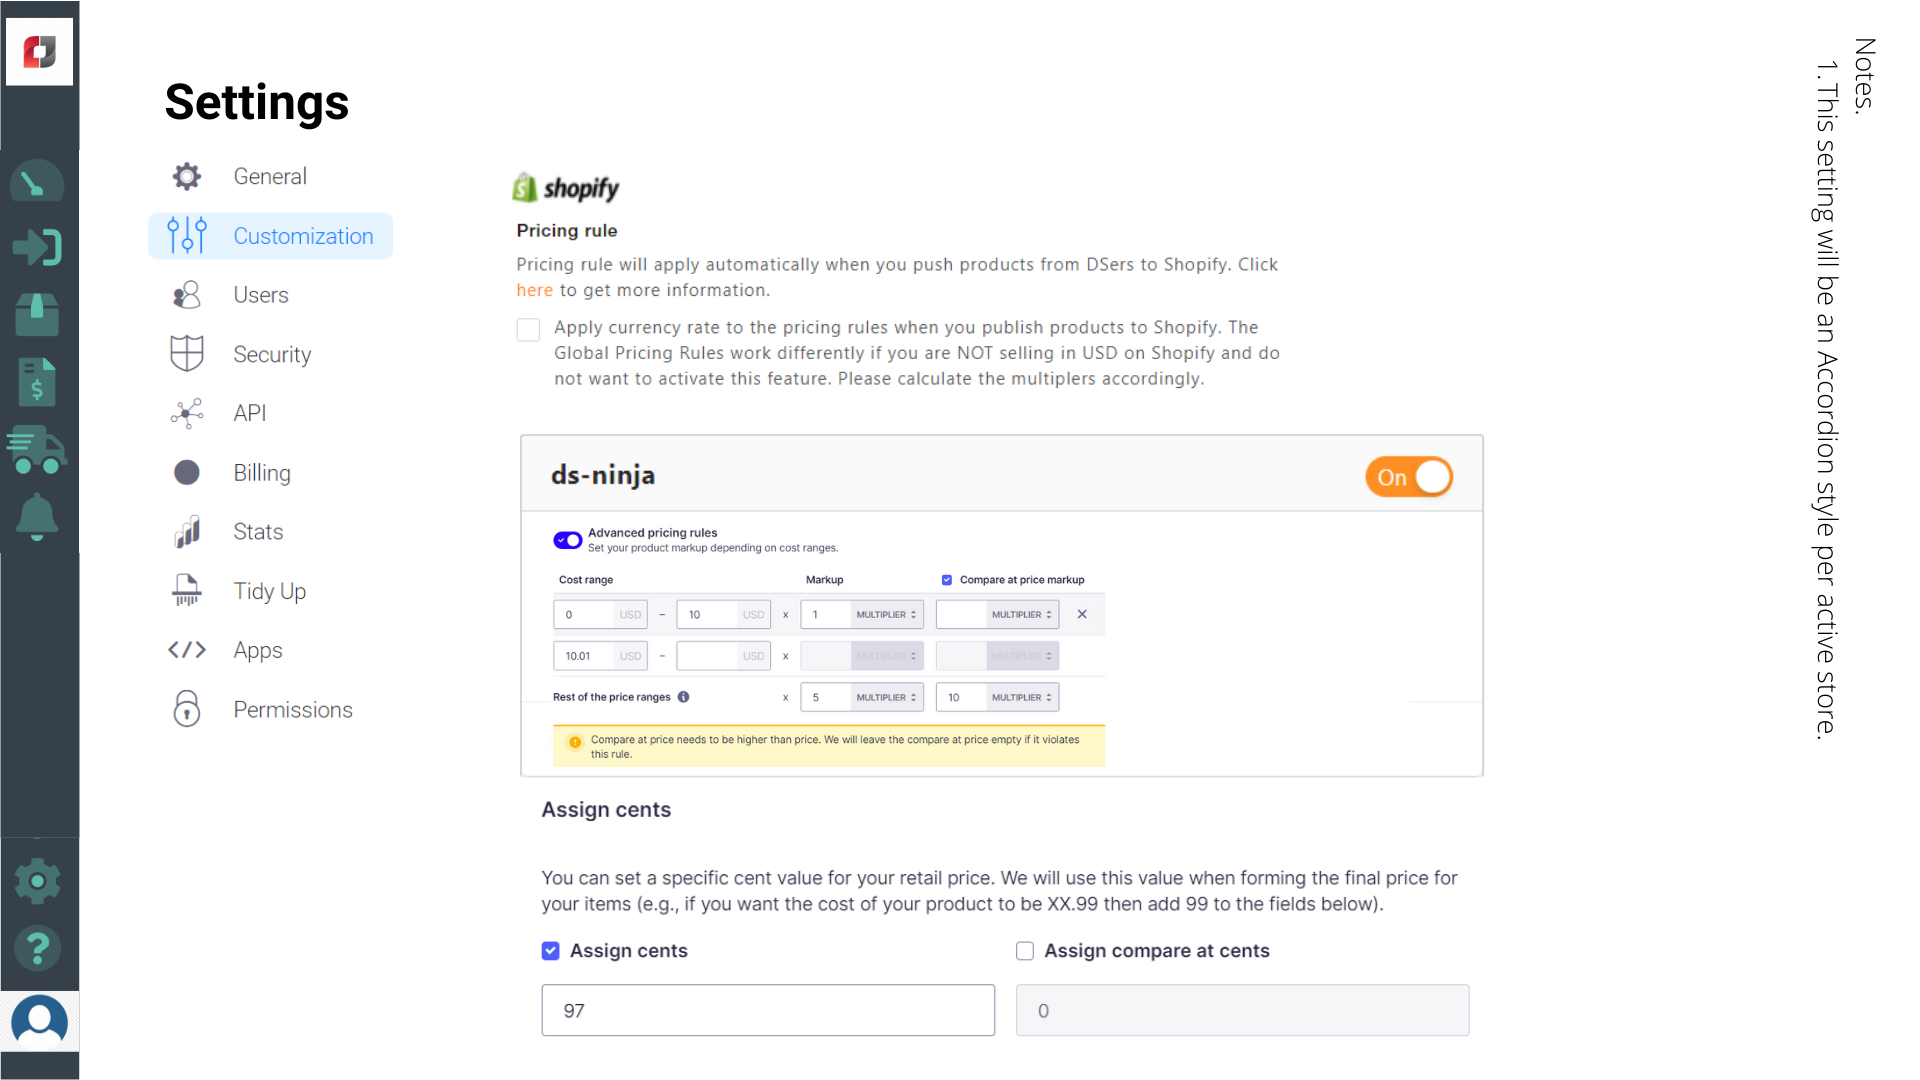 Settings
General
Customization
Users
Security
API
Billing
Stats
Tidy Up
Apps
Permissions
shopify
Pricing rule
Pricing rule will apply automatically when you push products from DSers to Shopify. Click
here to get more information.
Apply currency rate to the pricing rules when you publish products to Shopify. The
Global Pricing Rules work differently if you are NOT selling in USD on Shopify and do
not want to activate this feature. Please calculate the multiplers accordingly.
ds-ninja On
Advanced pricing rules
Set your product markup depending on cost ranges.
Cost range Markup Compare at price markup
0 USD – 10 USD x 1 MULTIPLIER MULTIPLIER ✕
10.01 USD – USD x MULTIPLIER MULTIPLIER
Rest of the price ranges x 5 MULTIPLIER 10 MULTIPLIER
Compare at price needs to be higher than price. We will leave the compare at price empty if it violates
this rule.
Assign cents
You can set a specific cent value for your retail price. We will use this value when forming the final price for
your items (e.g., if you want the cost of your product to be XX.99 then add 99 to the fields below).
Assign cents Assign compare at cents
97 0
Notes.
1. This setting will be an Accordion style per active store.